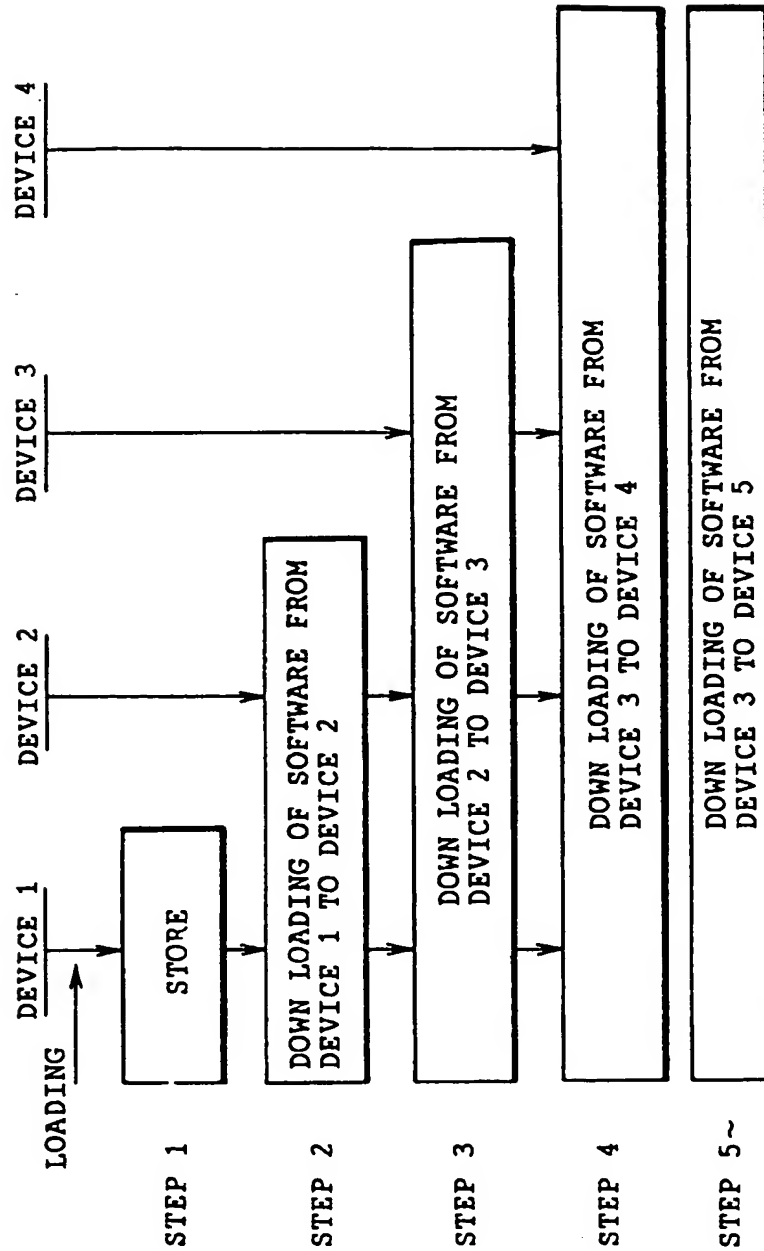 DEVICE 1
DEVICE 2
DEVICE 3
DEVICE 4
LOADING
STEP 1
STORE
STEP 2
DOWN LOADING OF SOFTWARE FROM
DEVICE 1 TO DEVICE 2
STEP 3
DOWN LOADING OF SOFTWARE FROM
DEVICE 2 TO DEVICE 3
STEP 4
DOWN LOADING OF SOFTWARE FROM
DEVICE 3 TO DEVICE 4
STEP 5~
DOWN LOADING OF SOFTWARE FROM
DEVICE 3 TO DEVICE 5